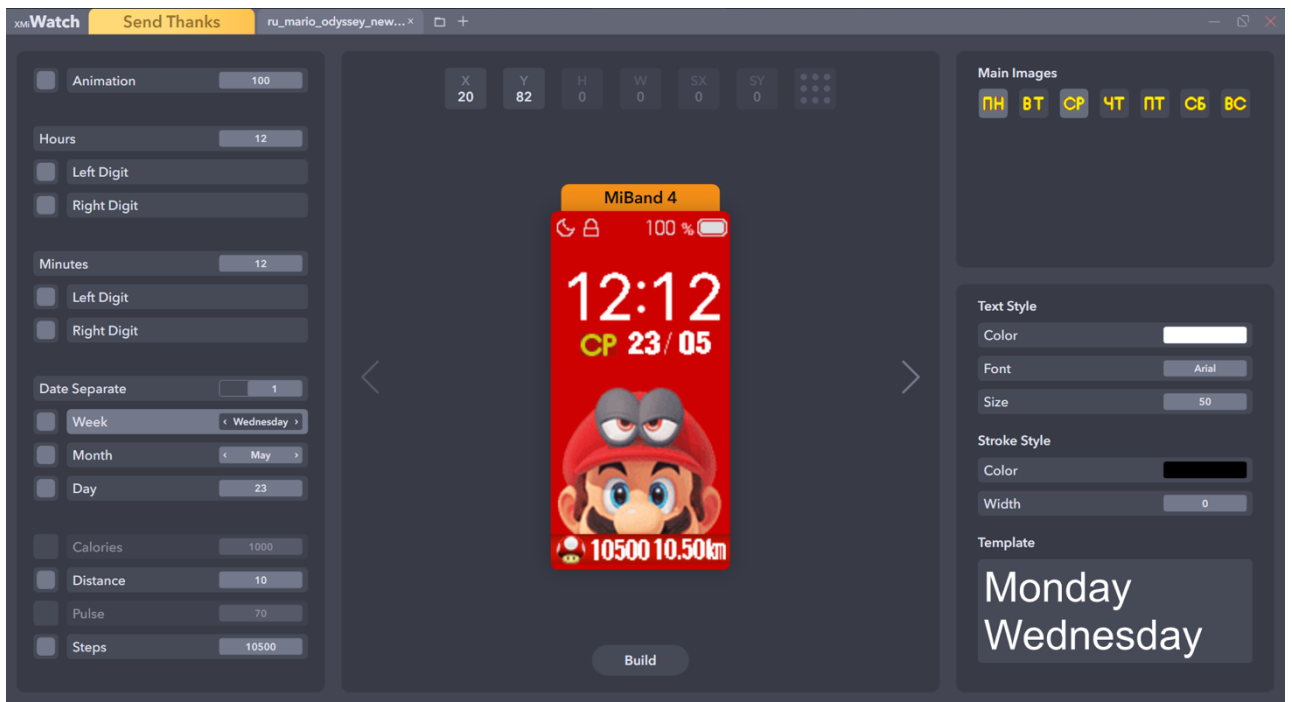 xmiWatch
Send Thanks
ru_mario_odyssey_new...×
Animation 100
Hours 12
Left Digit
Right Digit
Minutes 12
Left Digit
Right Digit
Date Separate 1
Week ‹ Wednesday ›
Month ‹ May ›
Day 23
Calories 1000
Distance 10
Pulse 70
Steps 10500
X 20
Y 82
H 0
W 0
SX 0
SY 0
MiBand 4
100 %
12:12
СР 23/ 05
10500 10.50km
Build
Main Images
ПН ВТ СР ЧТ ПТ СБ ВС
Text Style
Color
Font Arial
Size 50
Stroke Style
Color
Width 0
Template
Monday
Wednesday